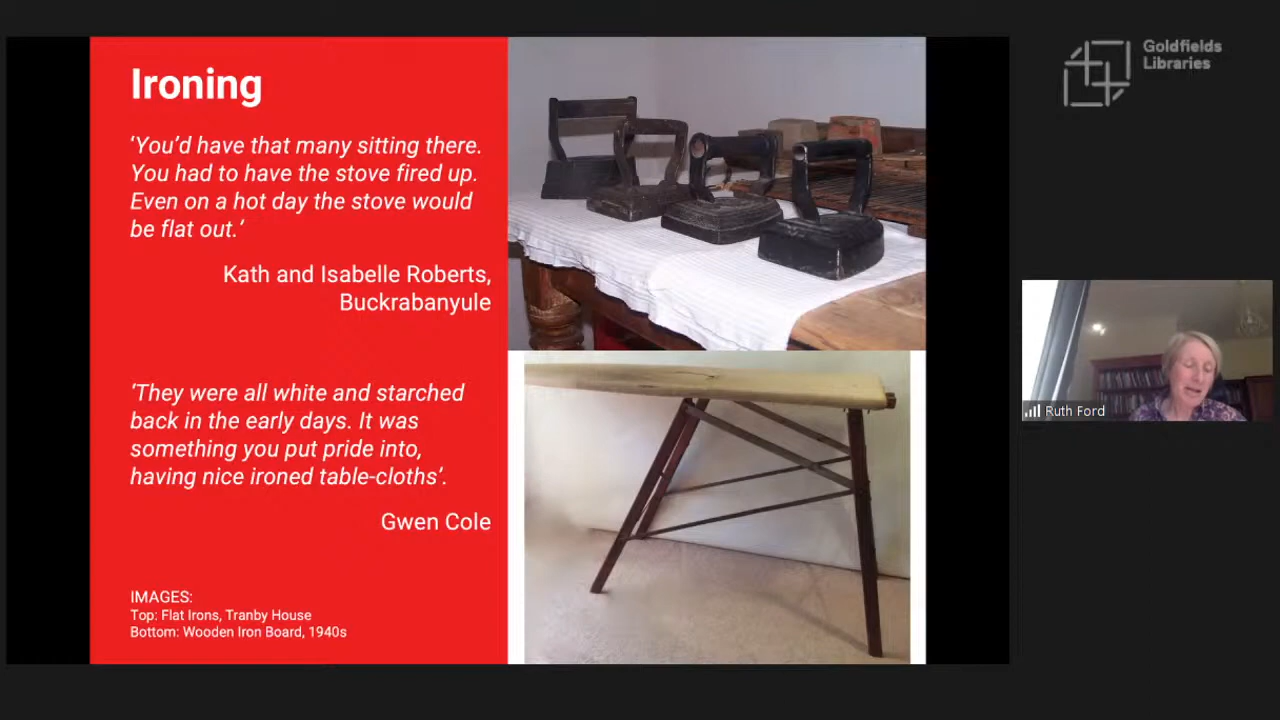 Ironing
‘You’d have that many sitting there.
You had to have the stove fired up.
Even on a hot day the stove would
be flat out.’
Kath and Isabelle Roberts,
Buckrabanyule
‘They were all white and starched
back in the early days. It was
something you put pride into,
having nice ironed table-cloths’.
Gwen Cole
IMAGES:
Top: Flat Irons, Tranby House
Bottom: Wooden Iron Board, 1940s
Goldfields
Libraries
Ruth Ford